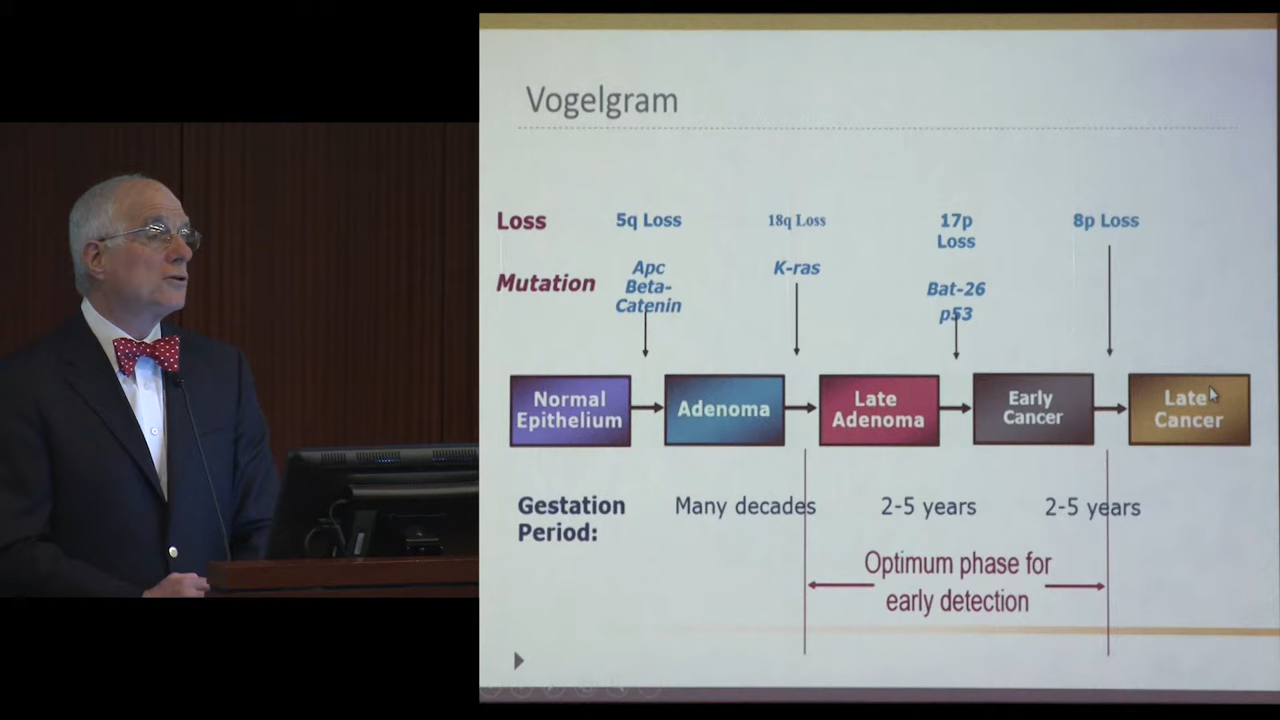 Vogelgram
Loss
5q Loss
18q Loss
17p
Loss
8p Loss
Mutation
Apc
Beta-
Catenin
K-ras
Bat-26
p53
Normal
Epithelium
Adenoma
Late
Adenoma
Early
Cancer
Late
Cancer
Gestation
Period:
Many decades
2-5 years
2-5 years
Optimum phase for
early detection